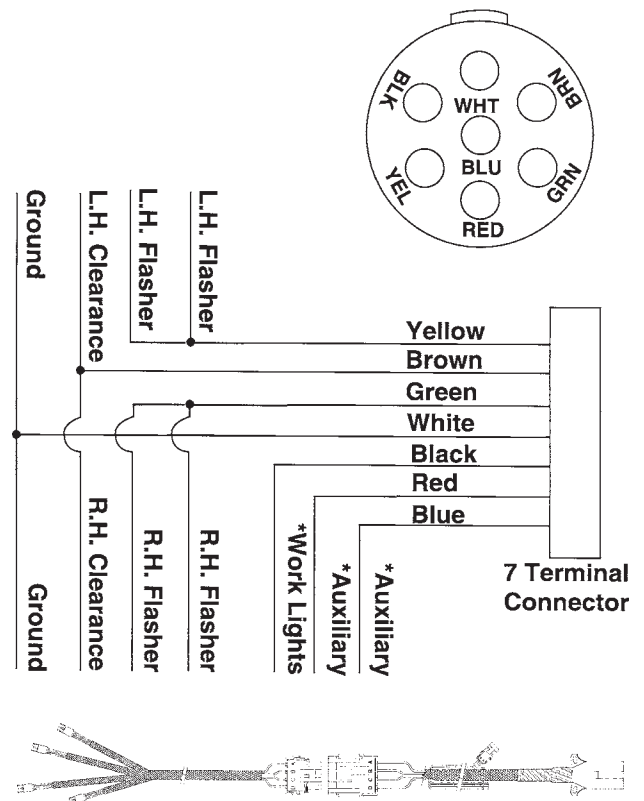 BLK
WHT
BRN
YEL
BLU
GRN
RED
Ground
L.H. Clearance
L.H. Flasher
L.H. Flasher
Yellow
Brown
Green
White
Black
Red
Blue
Ground
R.H. Clearance
R.H. Flasher
R.H. Flasher
*Work Lights
*Auxiliary
*Auxiliary
7 Terminal
Connector